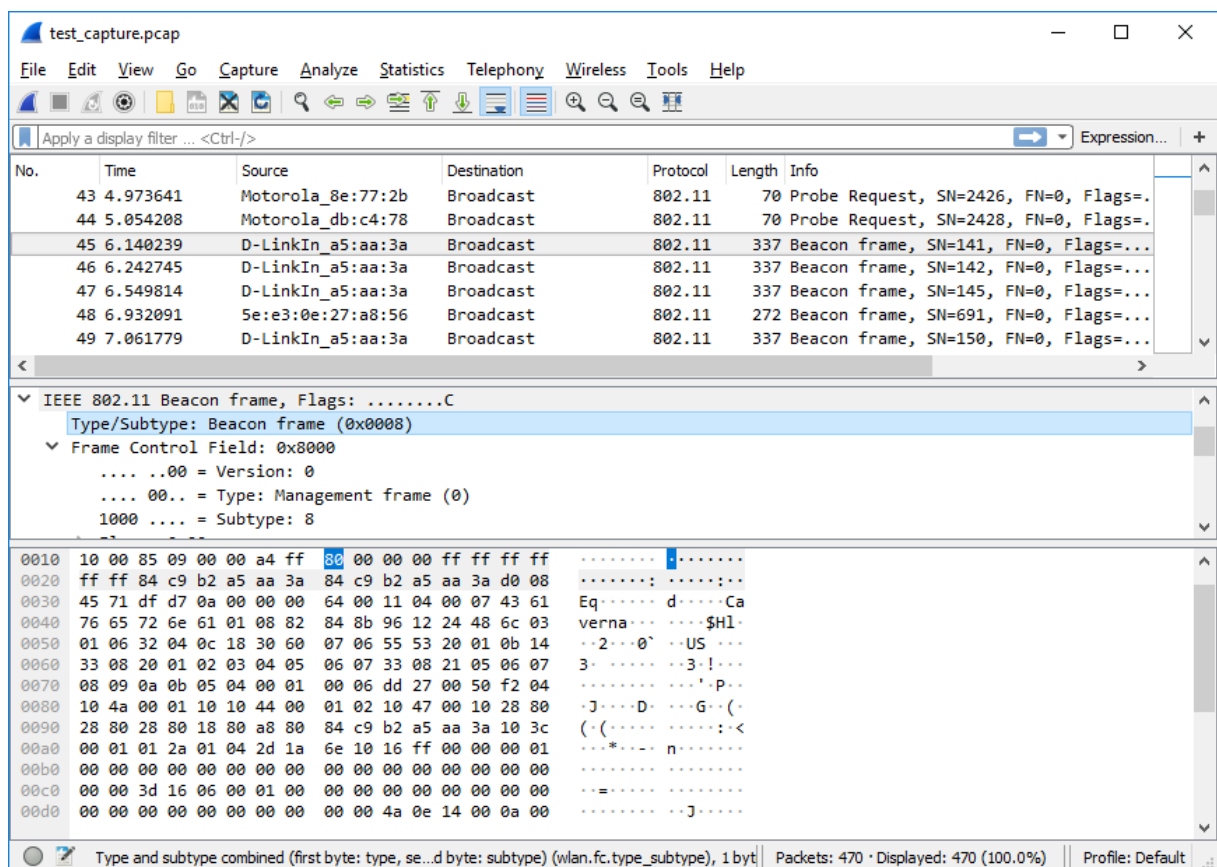 test_capture.pcap
File Edit View Go Capture Analyze Statistics Telephony Wireless Tools Help
Apply a display filter ... <Ctrl-/> Expression... +
No. Time Source Destination Protocol Length Info
43 4.973641 Motorola_8e:77:2b Broadcast 802.11 70 Probe Request, SN=2426, FN=0, Flags=.
44 5.054208 Motorola_db:c4:78 Broadcast 802.11 70 Probe Request, SN=2428, FN=0, Flags=.
45 6.140239 D-LinkIn_a5:aa:3a Broadcast 802.11 337 Beacon frame, SN=141, FN=0, Flags=...
46 6.242745 D-LinkIn_a5:aa:3a Broadcast 802.11 337 Beacon frame, SN=142, FN=0, Flags=...
47 6.549814 D-LinkIn_a5:aa:3a Broadcast 802.11 337 Beacon frame, SN=145, FN=0, Flags=...
48 6.932091 5e:e3:0e:27:a8:56 Broadcast 802.11 272 Beacon frame, SN=691, FN=0, Flags=...
49 7.061779 D-LinkIn_a5:aa:3a Broadcast 802.11 337 Beacon frame, SN=150, FN=0, Flags=...
IEEE 802.11 Beacon frame, Flags: ........C
Type/Subtype: Beacon frame (0x0008)
Frame Control Field: 0x8000
.... ..00 = Version: 0
.... 00.. = Type: Management frame (0)
1000 .... = Subtype: 8
0010 10 00 85 09 00 00 a4 ff 80 00 00 00 ff ff ff ff ········ ········
0020 ff ff 84 c9 b2 a5 aa 3a 84 c9 b2 a5 aa 3a d0 08 ·······: ·····:··
0030 45 71 df d7 0a 00 00 00 64 00 11 04 00 07 43 61 Eq······ d·····Ca
0040 76 65 72 6e 61 01 08 82 84 8b 96 12 24 48 6c 03 verna··· ····$Hl·
0050 01 06 32 04 0c 18 30 60 07 06 55 53 20 01 0b 14 ··2···0` ··US ···
0060 33 08 20 01 02 03 04 05 06 07 33 08 21 05 06 07 3· ····· ··3·!···
0070 08 09 0a 0b 05 04 00 01 00 06 dd 27 00 50 f2 04 ········ ···'·P··
0080 10 4a 00 01 10 10 44 00 01 02 10 47 00 10 28 80 ·J····D· ···G··(·
0090 28 80 28 80 18 80 a8 80 84 c9 b2 a5 aa 3a 10 3c (·(····· ·····:·<
00a0 00 01 01 2a 01 04 2d 1a 6e 10 16 ff 00 00 00 01 ···*··-· n·······
00b0 00 00 00 00 00 00 00 00 00 00 00 00 00 00 00 00 ········ ········
00c0 00 00 3d 16 06 00 01 00 00 00 00 00 00 00 00 00 ··=····· ········
00d0 00 00 00 00 00 00 00 00 00 00 4a 0e 14 00 0a 00 ········ ··J·····
Type and subtype combined (first byte: type, se...d byte: subtype) (wlan.fc.type_subtype), 1 byt Packets: 470 · Displayed: 470 (100.0%) Profile: Default